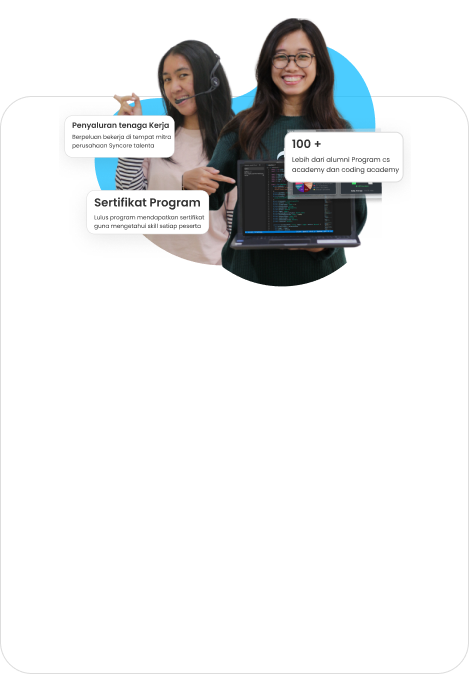 Penyaluran tenaga Kerja
Berpeluan bekerja di tempat mitra
perusahaan Syncore talenta
100 +
Lebih dari alumni Program cs
academy dan coding academy
Sertifikat Program
Lulus program mendapatkan sertifikat
guna mengetahui skill setiap peserta